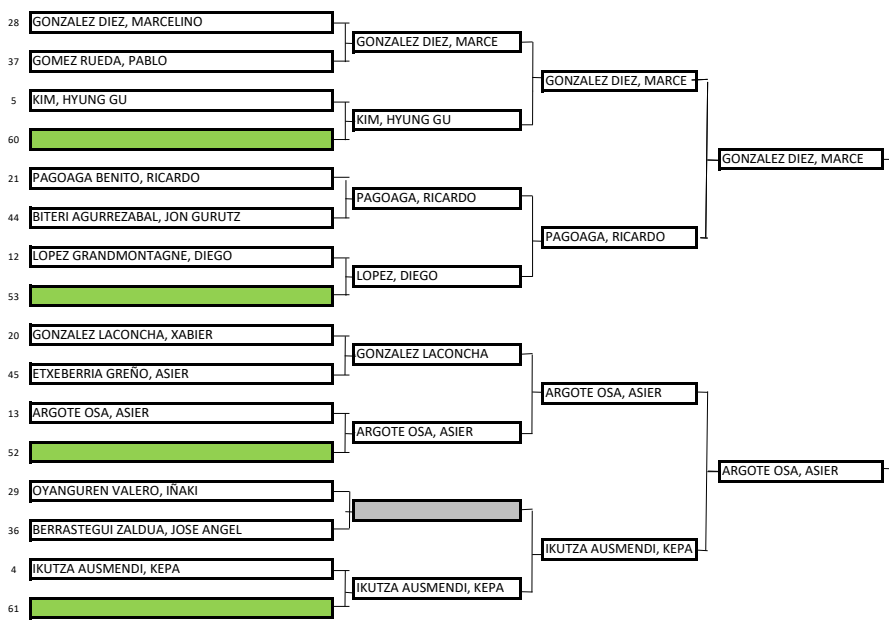 28 GONZALEZ DIEZ, MARCELINO
GONZALEZ DIEZ, MARCE
37 GOMEZ RUEDA, PABLO
GONZALEZ DIEZ, MARCE
5 KIM, HYUNG GU
KIM, HYUNG GU
60
GONZALEZ DIEZ, MARCE
21 PAGOAGA BENITO, RICARDO
PAGOAGA, RICARDO
44 BITERI AGURREZABAL, JON GURUTZ
PAGOAGA, RICARDO
12 LOPEZ GRANDMONTAGNE, DIEGO
LOPEZ, DIEGO
53
20 GONZALEZ LACONCHA, XABIER
GONZALEZ LACONCHA
45 ETXEBERRIA GREÑO, ASIER
ARGOTE OSA, ASIER
13 ARGOTE OSA, ASIER
ARGOTE OSA, ASIER
52
ARGOTE OSA, ASIER
29 OYANGUREN VALERO, IÑAKI
36 BERRASTEGUI ZALDUA, JOSE ANGEL
IKUTZA AUSMENDI, KEPA
4 IKUTZA AUSMENDI, KEPA
IKUTZA AUSMENDI, KEPA
61